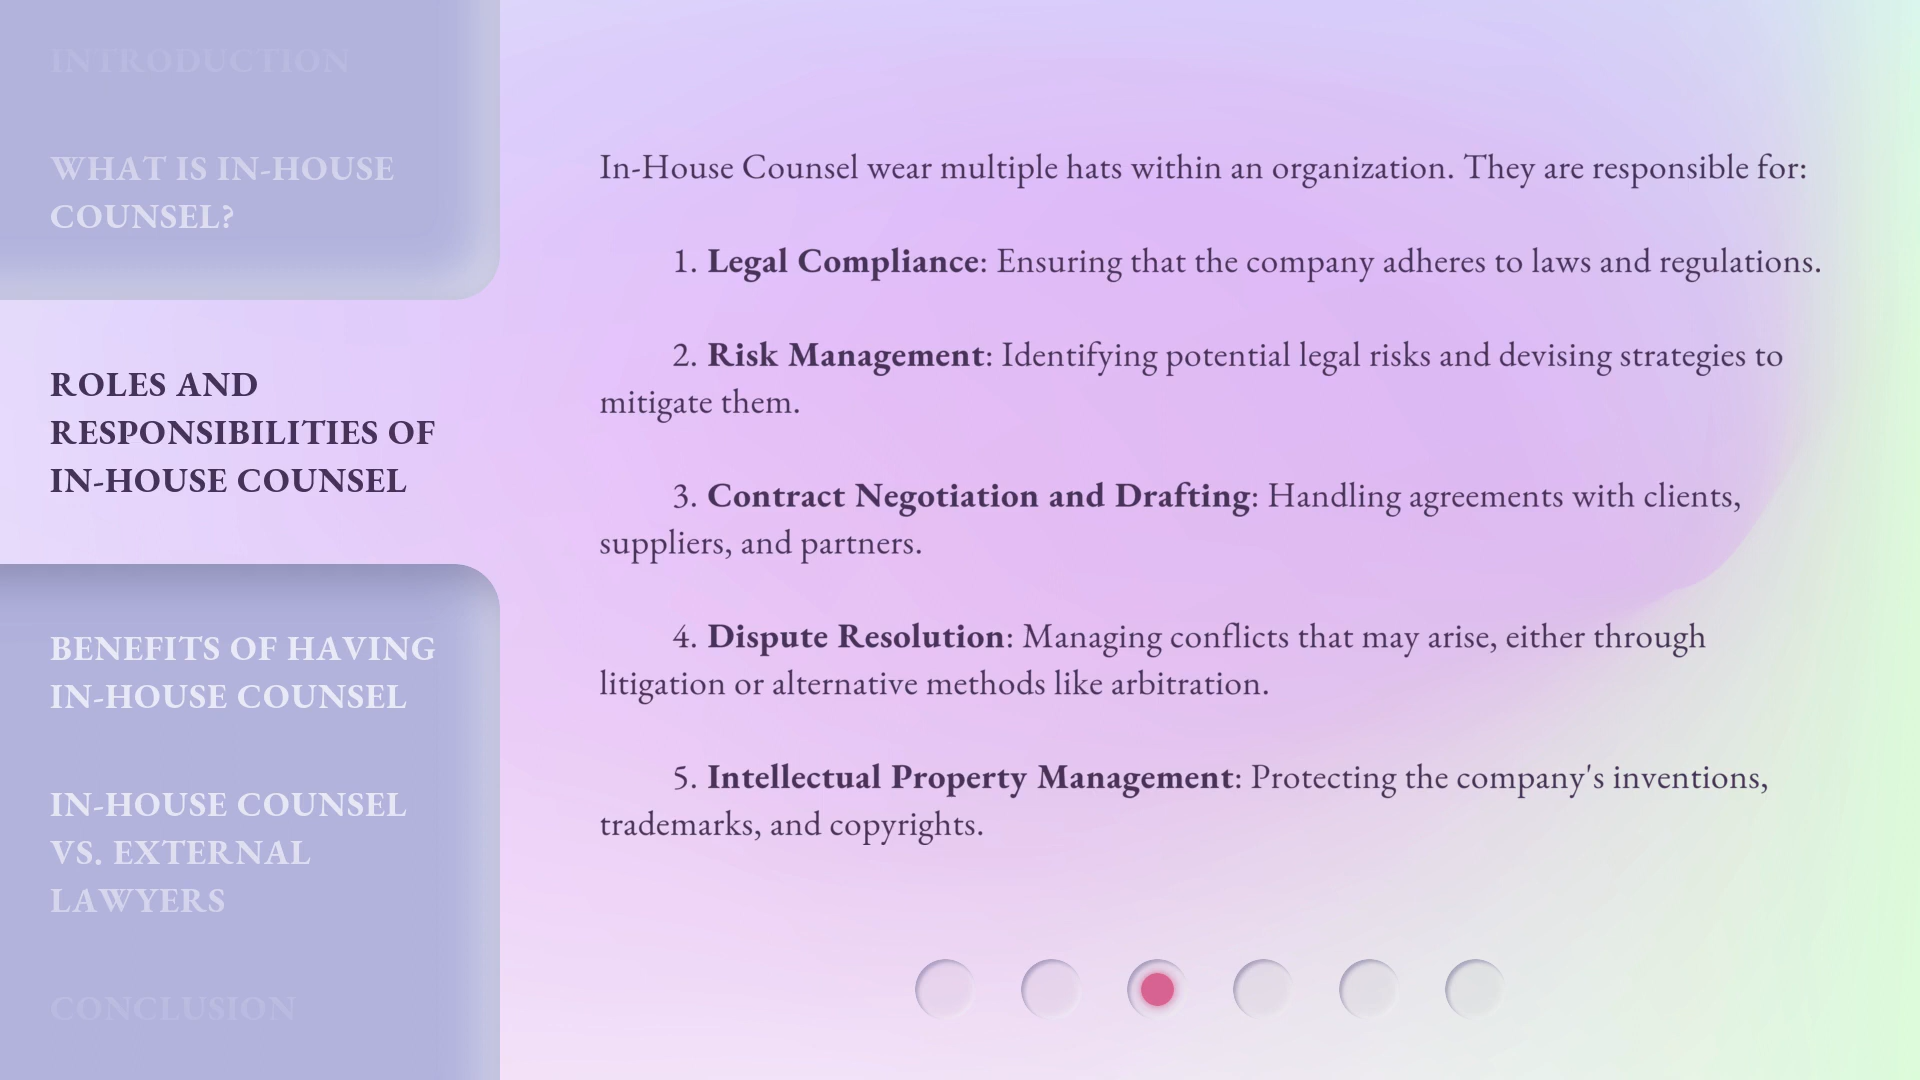 INTRODUCTION
WHAT IS IN-HOUSE
COUNSEL?
ROLES AND
RESPONSIBILITIES OF
IN-HOUSE COUNSEL
BENEFITS OF HAVING
IN-HOUSE COUNSEL
IN-HOUSE COUNSEL
VS. EXTERNAL
LAWYERS
CONCLUSION
In-House Counsel wear multiple hats within an organization. They are responsible for:
1. Legal Compliance: Ensuring that the company adheres to laws and regulations.
2. Risk Management: Identifying potential legal risks and devising strategies to
mitigate them.
3. Contract Negotiation and Drafting: Handling agreements with clients,
suppliers, and partners.
4. Dispute Resolution: Managing conflicts that may arise, either through
litigation or alternative methods like arbitration.
5. Intellectual Property Management: Protecting the company's inventions,
trademarks, and copyrights.